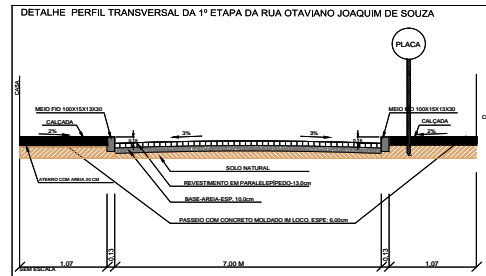 DETALHE PERFIL TRANSVERSAL DA 1º ETAPA DA RUA OTAVIANO JOAQUIM DE SOUZA
PLACA
CASA
MEIO FIO 100X15X13X30
MEIO FIO 100X15X13X30
CALÇADA
CALÇADA
2%
3%
3%
2%
SOLO NATURAL
ATERRO COM AREIA 20 CM
REVESTIMENTO EM PARALELEPÍPEDO-13,0cm
BASE-AREIA-ESP. 10,0cm
PASSEIO COM CONCRETO MOLDADO IM LOCO. ESPE: 6,00cm
1,07
0,13
7,00 M
0,13
1,07
SEM ESCALA